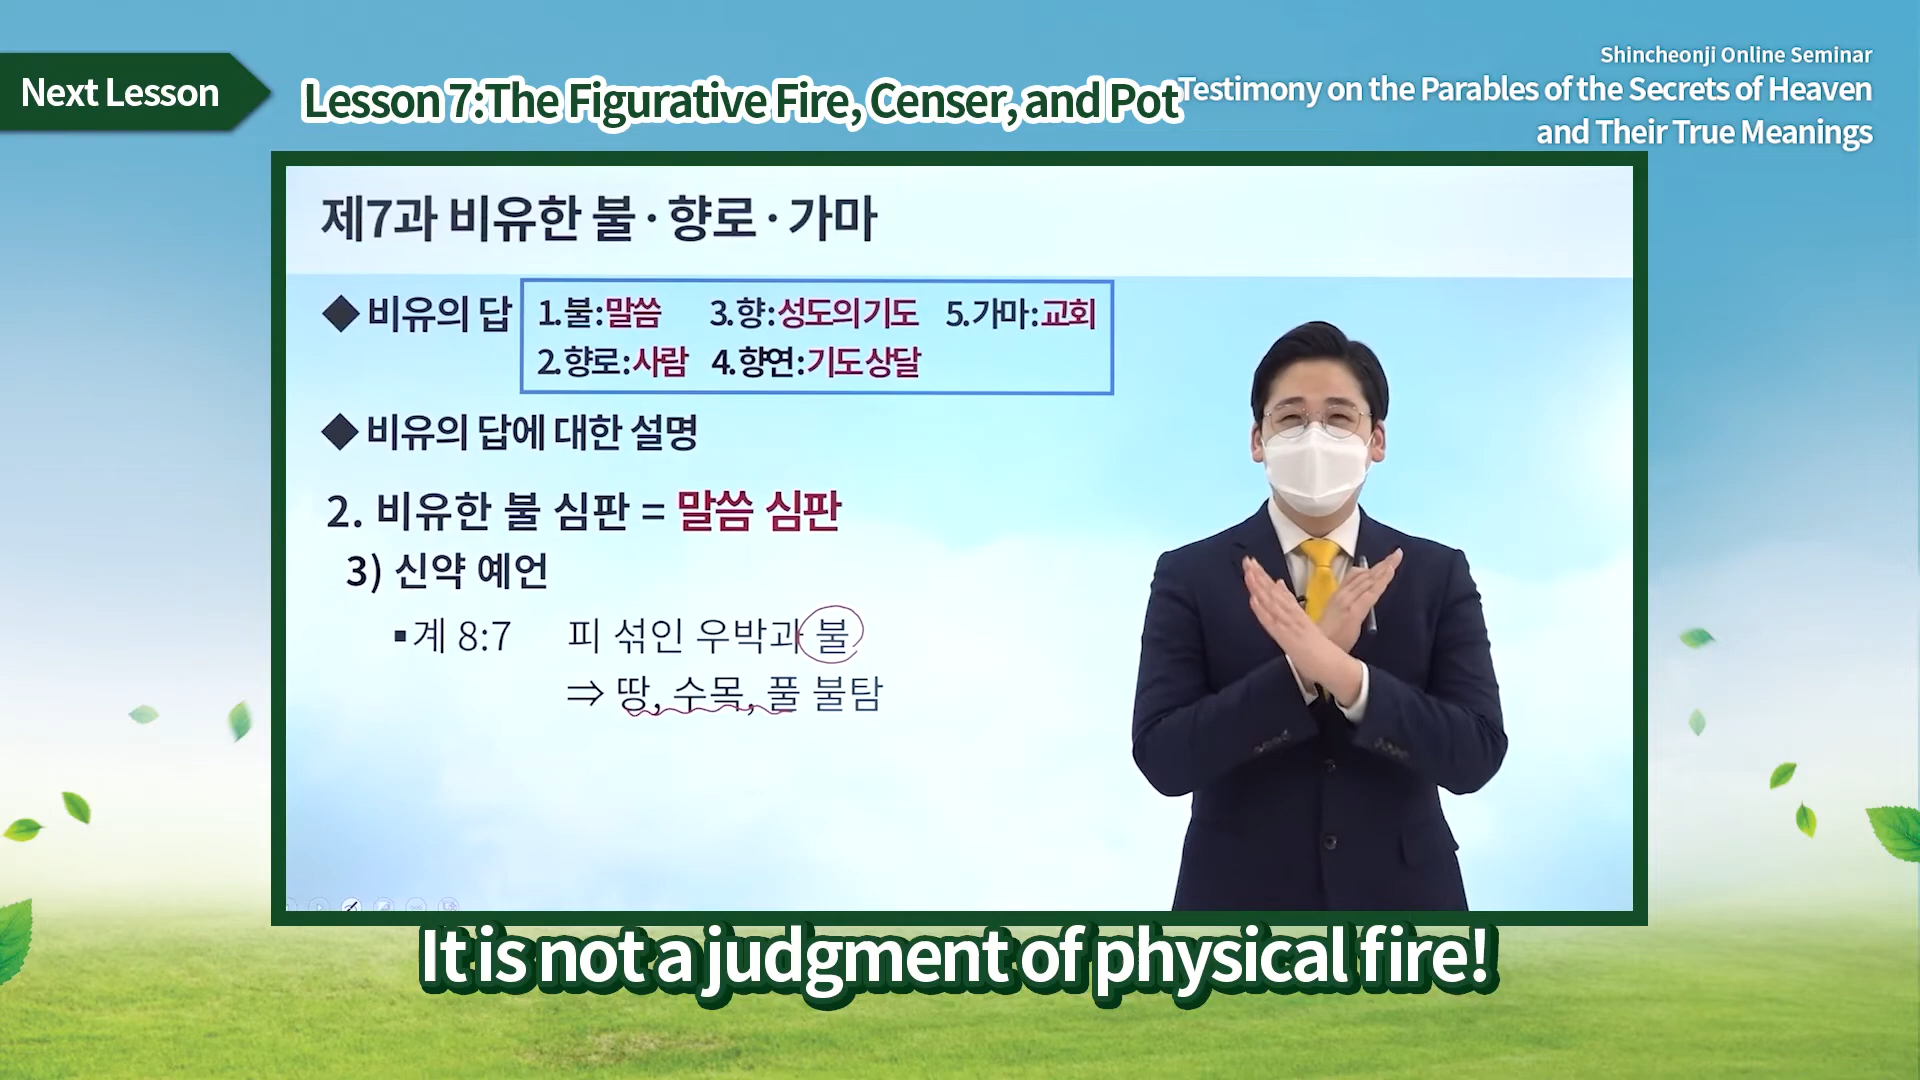 Next Lesson
Lesson 7:The Figurative Fire, Censer, and Pot
Shincheonji Online Seminar
Testimony on the Parables of the Secrets of Heaven
and Their True Meanings
제7과 비유한 불·향로·가마
◆ 비유의 답
1.불:말씀 3.향:성도의 기도 5.가마:교회
2.향로:사람 4.향연:기도 상달
◆ 비유의 답에 대한 설명
2. 비유한 불 심판 = 말씀 심판
3) 신약 예언
▪계 8:7 피 섞인 우박과 불
⇒ 땅, 수목, 풀 불탐
It is not a judgment of physical fire!